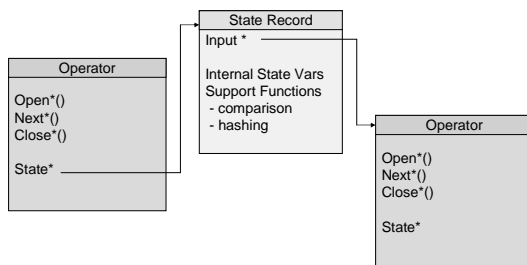 State Record
Input *
Internal State Vars
Support Functions
- comparison
- hashing
Operator
Open*()
Next*()
Close*()
State*
Operator
Open*()
Next*()
Close*()
State*